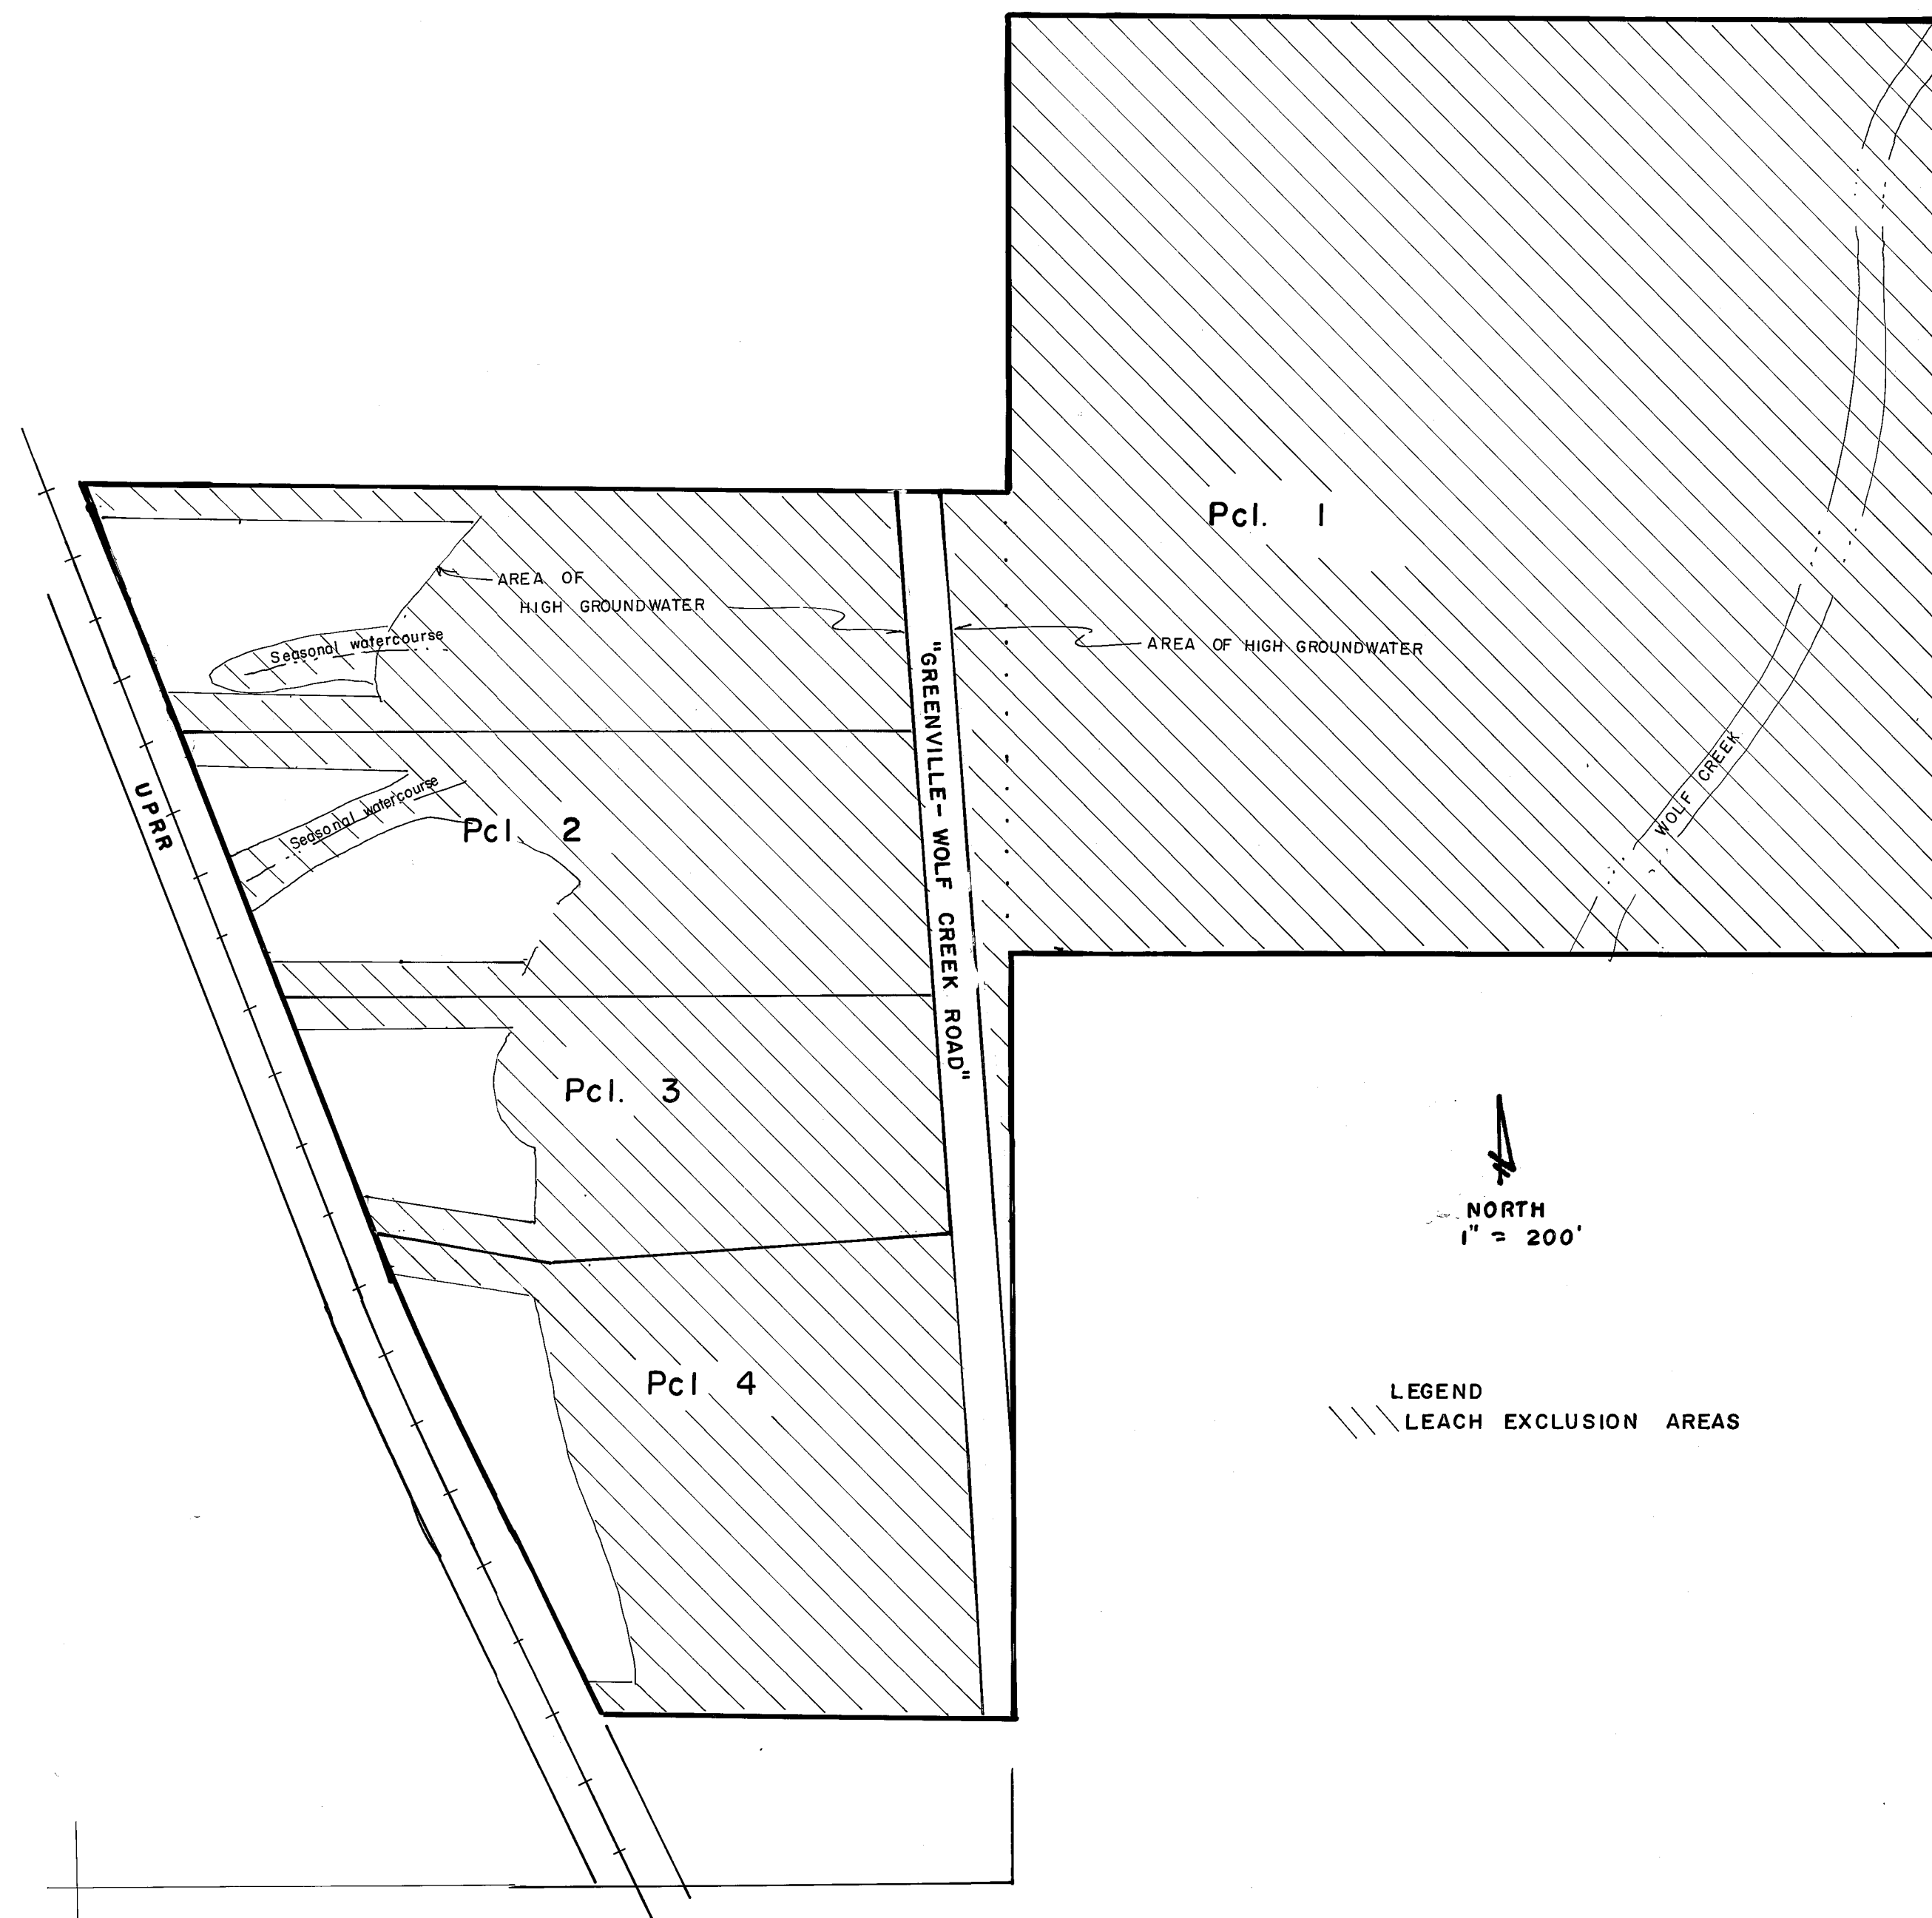 Pcl. 1
AREA OF
HIGH GROUNDWATER
AREA OF HIGH GROUNDWATER
Seasonal watercourse
"GREENVILLE-WOLF CREEK ROAD"
WOLF CREEK
Seasonal watercourse
UPRR
Pcl. 2
Pcl. 3
NORTH
1" = 200'
Pcl 4
LEGEND
LEACH EXCLUSION AREAS